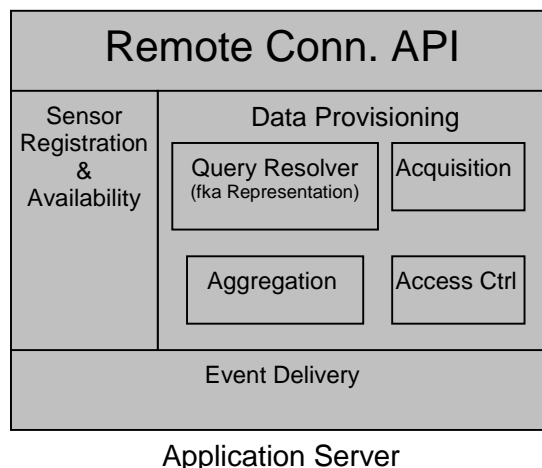 Remote Conn. API
Sensor
Registration
&
Availability
Data Provisioning
Query Resolver
(fka Representation)
Acquisition
Aggregation
Access Ctrl
Event Delivery
Application Server